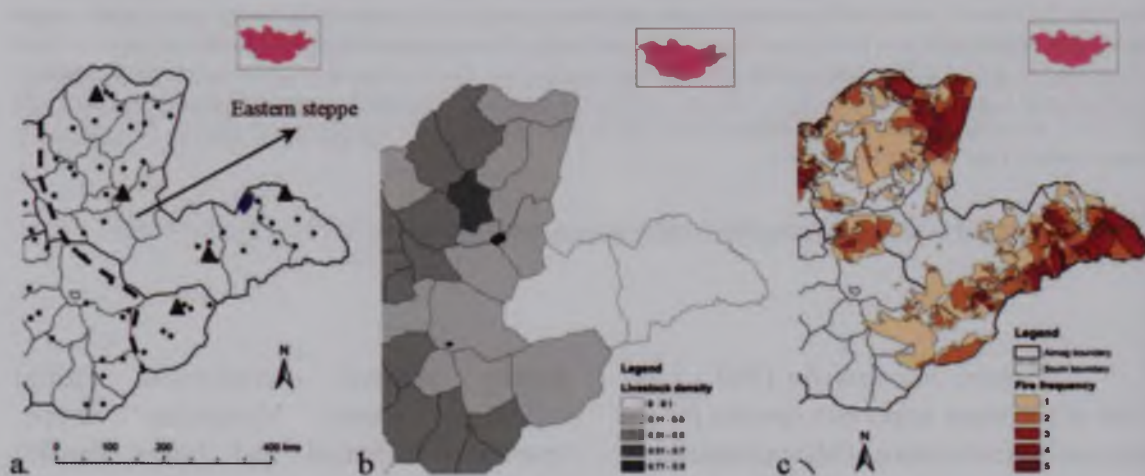 Eastern steppe
N
0 100 200 400 kms
a.
Legend
Livestock density
N
b
Legend
Aimag boundary
Soum boundary
Fire frequency
1
2
3
4
5
N
c